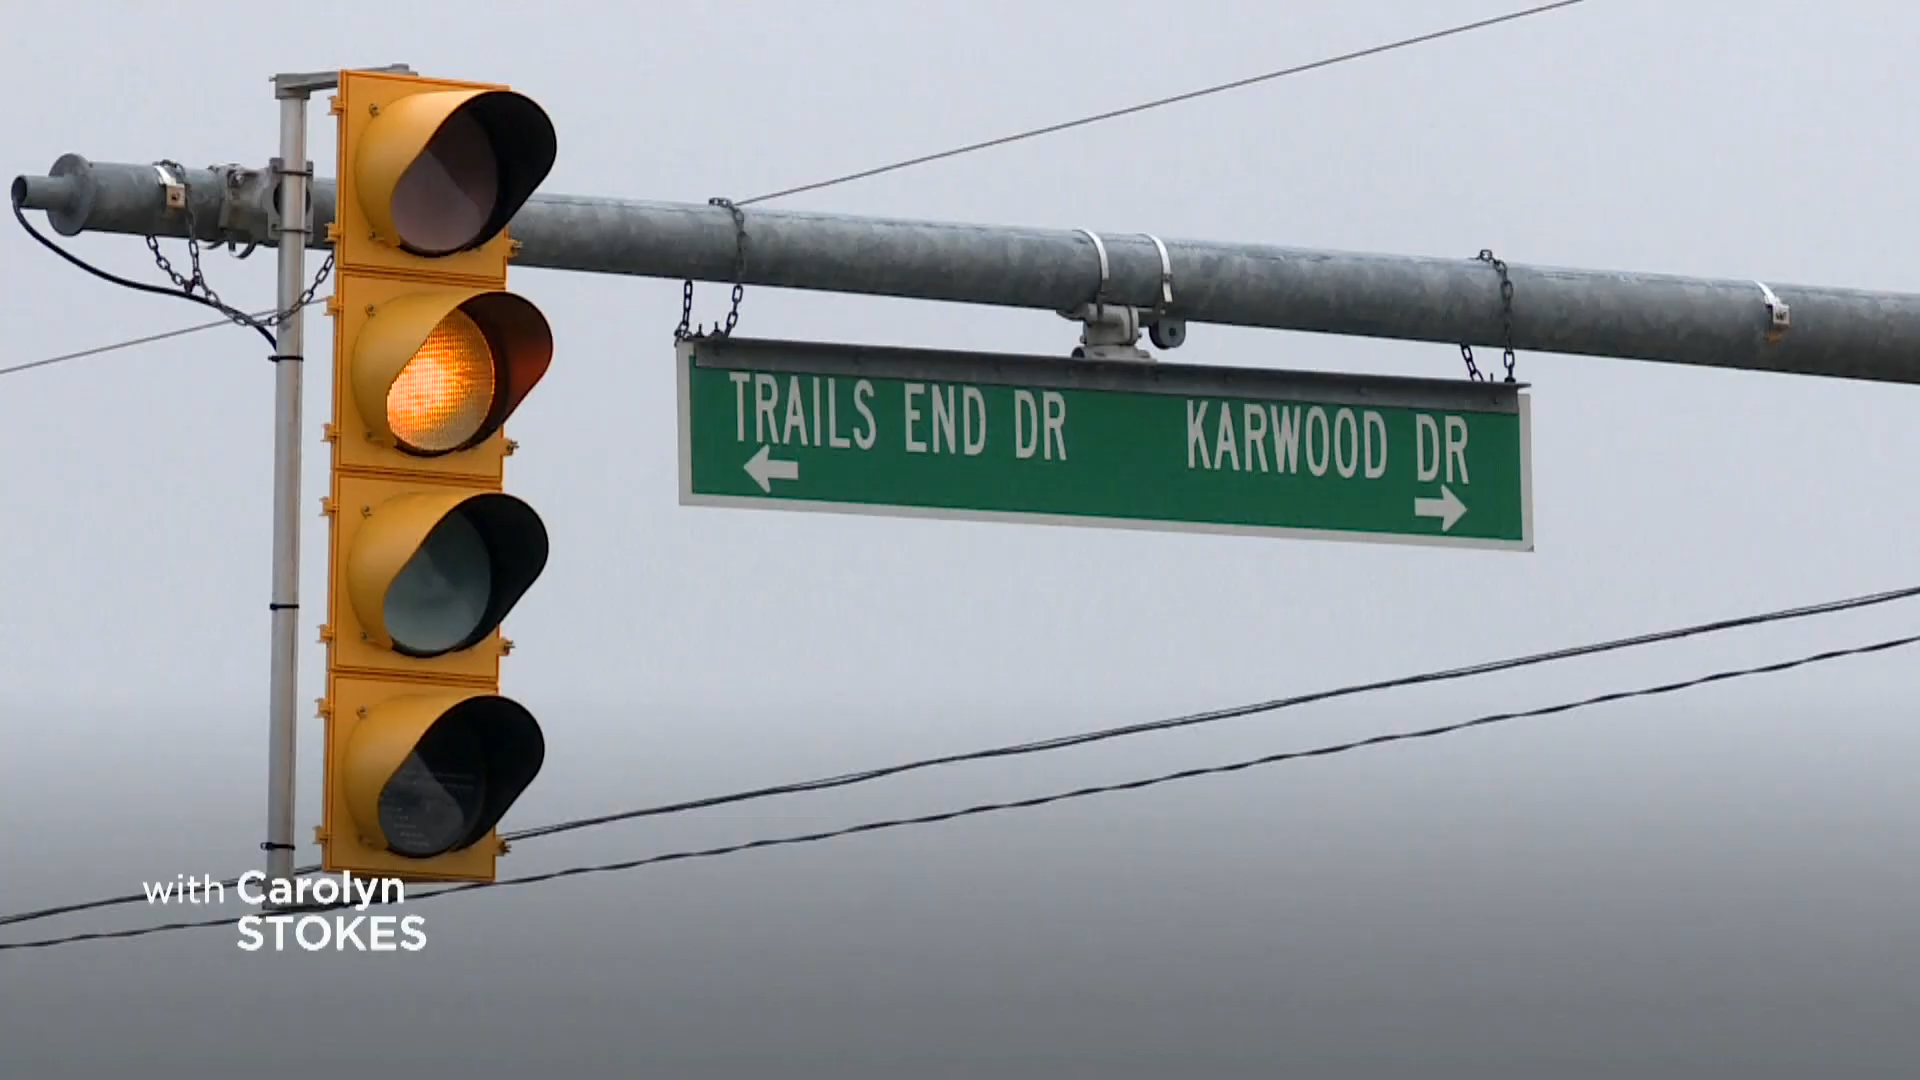 TRAILS END DR KARWOOD DR
← →
with Carolyn
STOKES